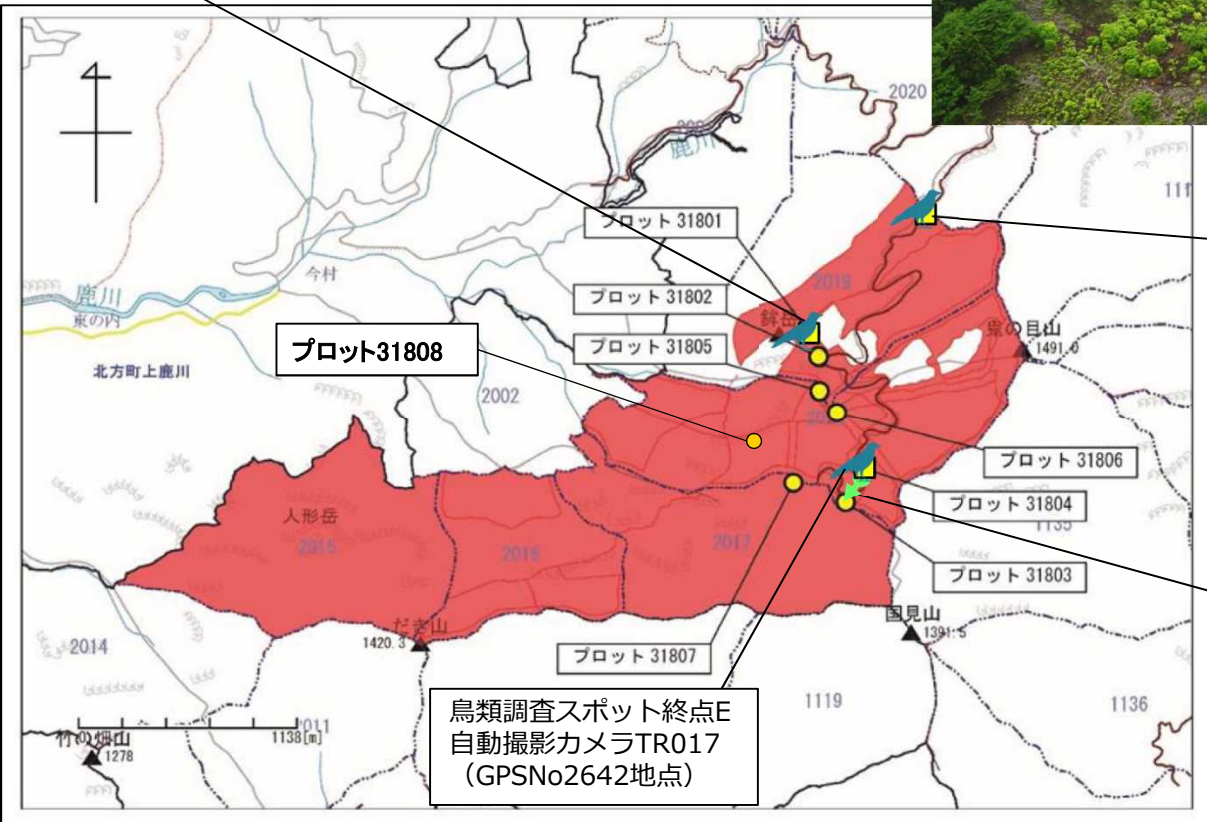 2020
鹿川
111
プロット 31801
2019
今村
プロット 31802
鹿川
東の内
鉾岳
鬼の目山
1491.0
プロット31808
プロット 31805
北方町上鹿川
2002
プロット 31806
プロット 31804
人形岳
2015
2016
2017
1135
プロット 31803
国見山
1391.5
だき山
1420.3
2014
プロット 31807
1119
1136
鳥類調査スポット終点E
自動撮影カメラTR017
（GPSNo2642地点）
2011
1138[m]
竹の畑山
1278